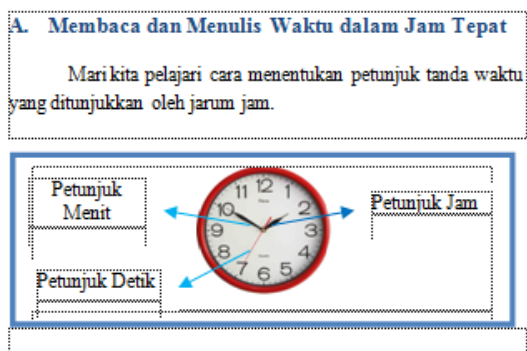 A. Membaca dan Menulis Waktu dalam Jam Tepat
Mari kita pelajari cara menentukan petunjuk tanda waktu
yang ditunjukkan oleh jarum jam.
Petunjuk
Menit
Petunjuk Jam
Petunjuk Detik
12
11 1
10 2
9 3
8 4
7 5
6